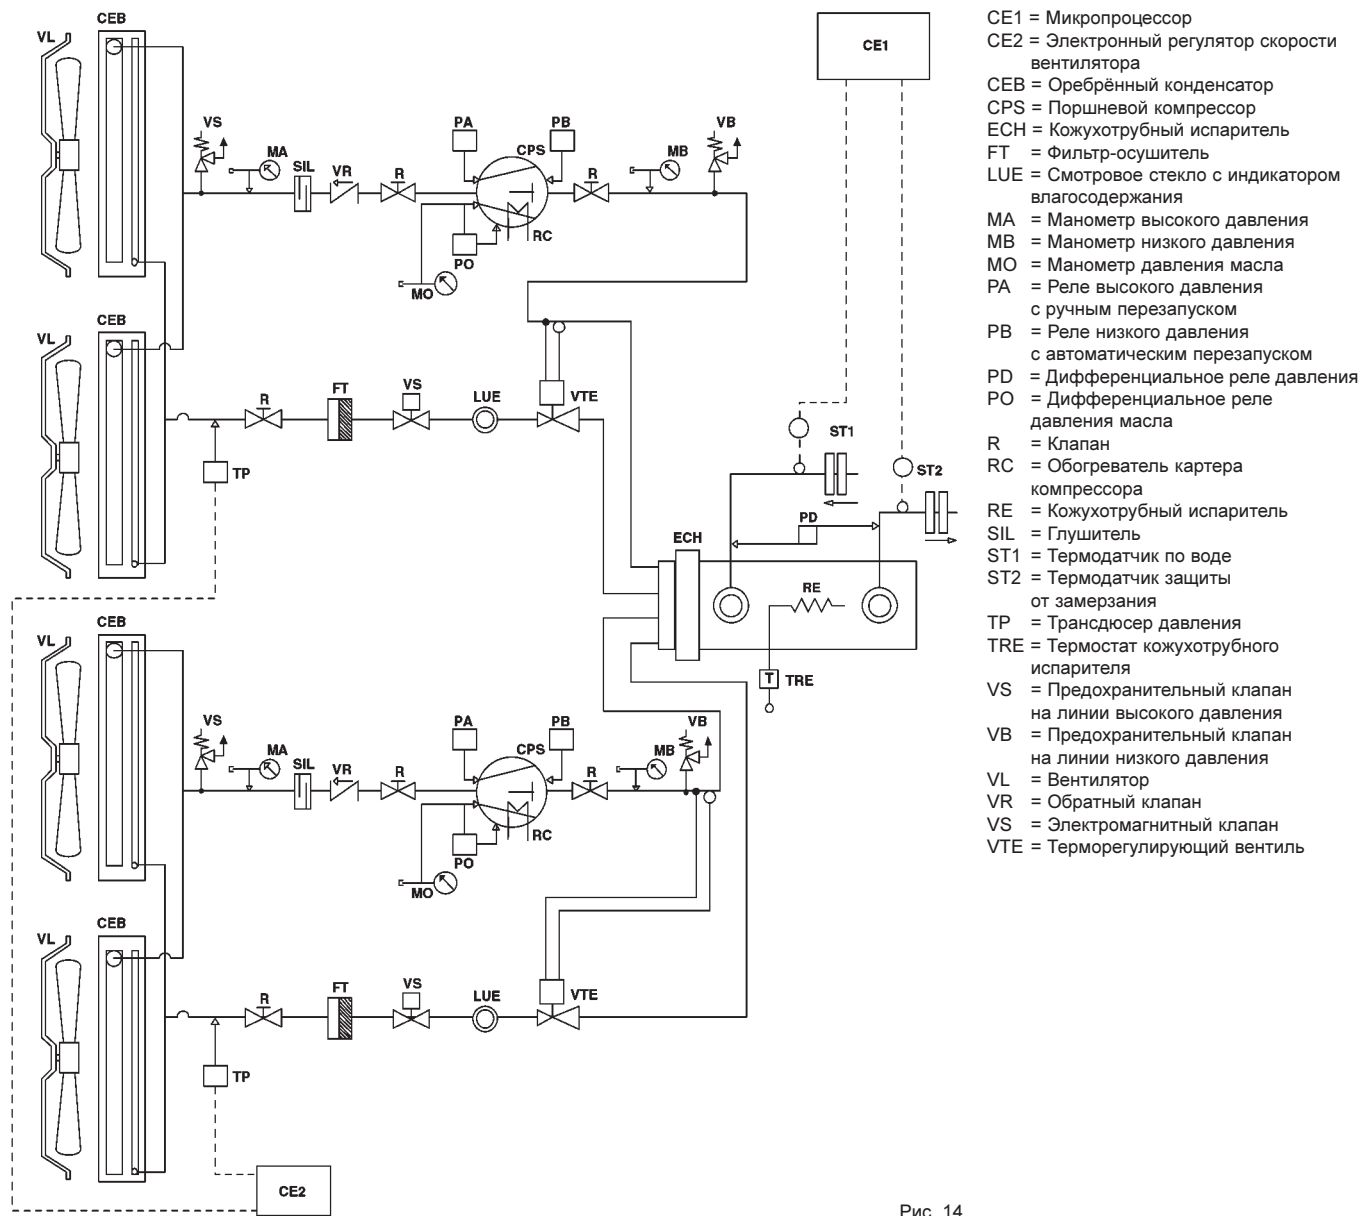 CEB
VL
VS
MA
SIL
VR
R
PA
CPS
PB
R
MB
VB
RC
PO
MO
CE1
CEB
VL
R
FT
VS
LUE
VTE
TP
ST1
ST2
PD
ECH
RE
T
TRE
CEB
VL
VS
MA
SIL
VR
R
PA
CPS
PB
R
MB
VB
RC
PO
MO
CEB
VL
R
FT
VS
LUE
VTE
TP
CE2
CE1 = Микропроцессор
CE2 = Электронный регулятор скорости
вентилятора
CEB = Оребрённый конденсатор
CPS = Поршневой компрессор
ECH = Кожухотрубный испаритель
FT = Фильтр-осушитель
LUE = Смотровое стекло с индикатором
влагосодержания
MA = Манометр высокого давления
MB = Манометр низкого давления
MO = Манометр давления масла
PA = Реле высокого давления
с ручным перезапуском
PB = Реле низкого давления
с автоматическим перезапуском
PD = Дифференциальное реле давления
PO = Дифференциальное реле
давления масла
R = Клапан
RC = Обогреватель картера
компрессора
RE = Кожухотрубный испаритель
SIL = Глушитель
ST1 = Термодатчик по воде
ST2 = Термодатчик защиты
от замерзания
TP = Трансдюсер давления
TRE = Термостат кожухотрубного
испарителя
VS = Предохранительный клапан
на линии высокого давления
VB = Предохранительный клапан
на линии низкого давления
VL = Вентилятор
VR = Обратный клапан
VS = Электромагнитный клапан
VTE = Терморегулирующий вентиль
Рис. 14